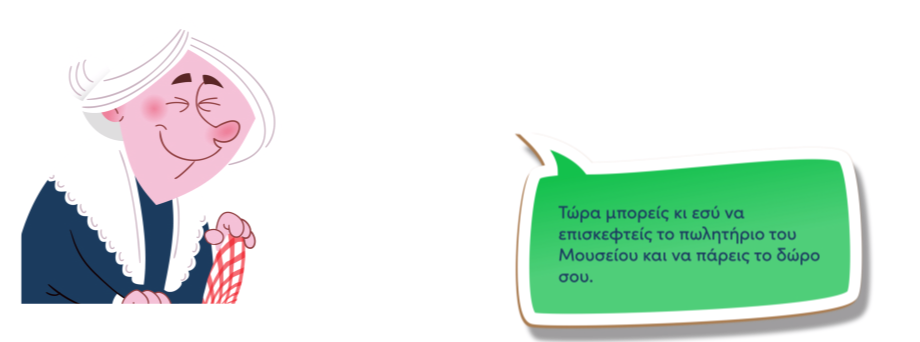 Τώρα μπορείς κι εσύ να
επισκεφτείς το πωλητήριο του
Μουσείου και να πάρεις το δώρο
σου.